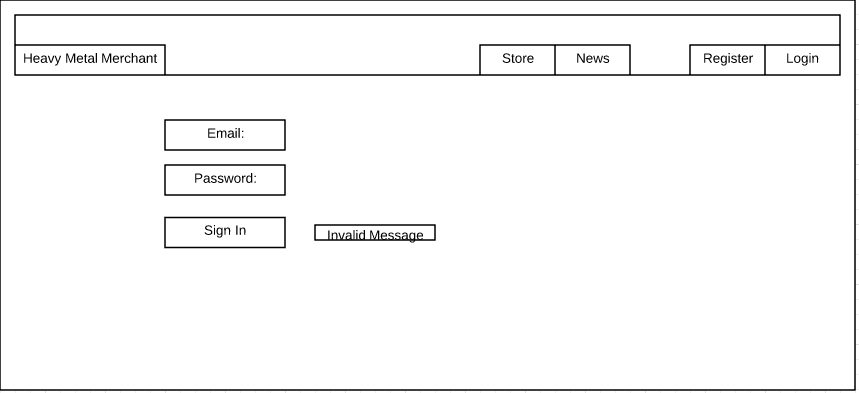 Heavy Metal Merchant
Store
News
Register
Login
Email:
Password:
Sign In
Invalid Message